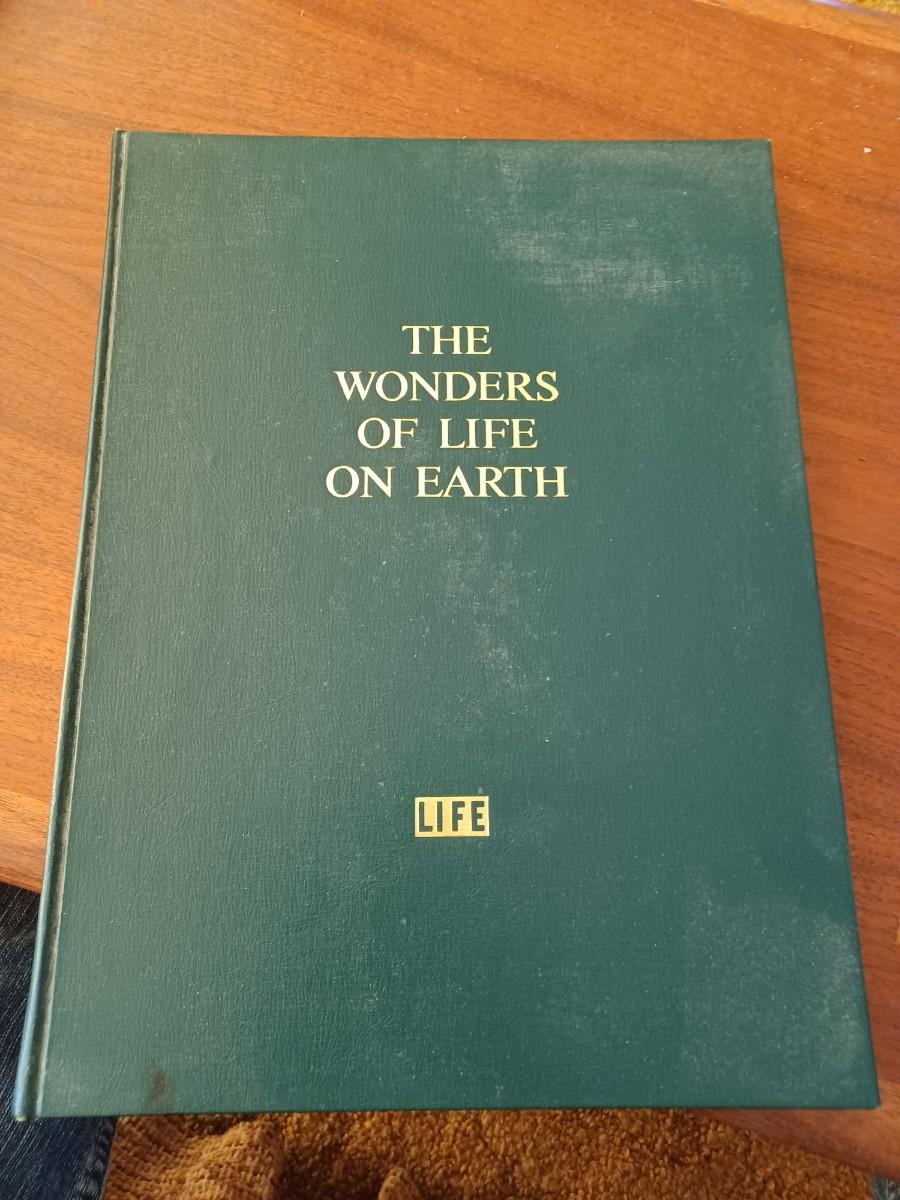 THE
WONDERS
OF LIFE
ON EARTH
LIFE